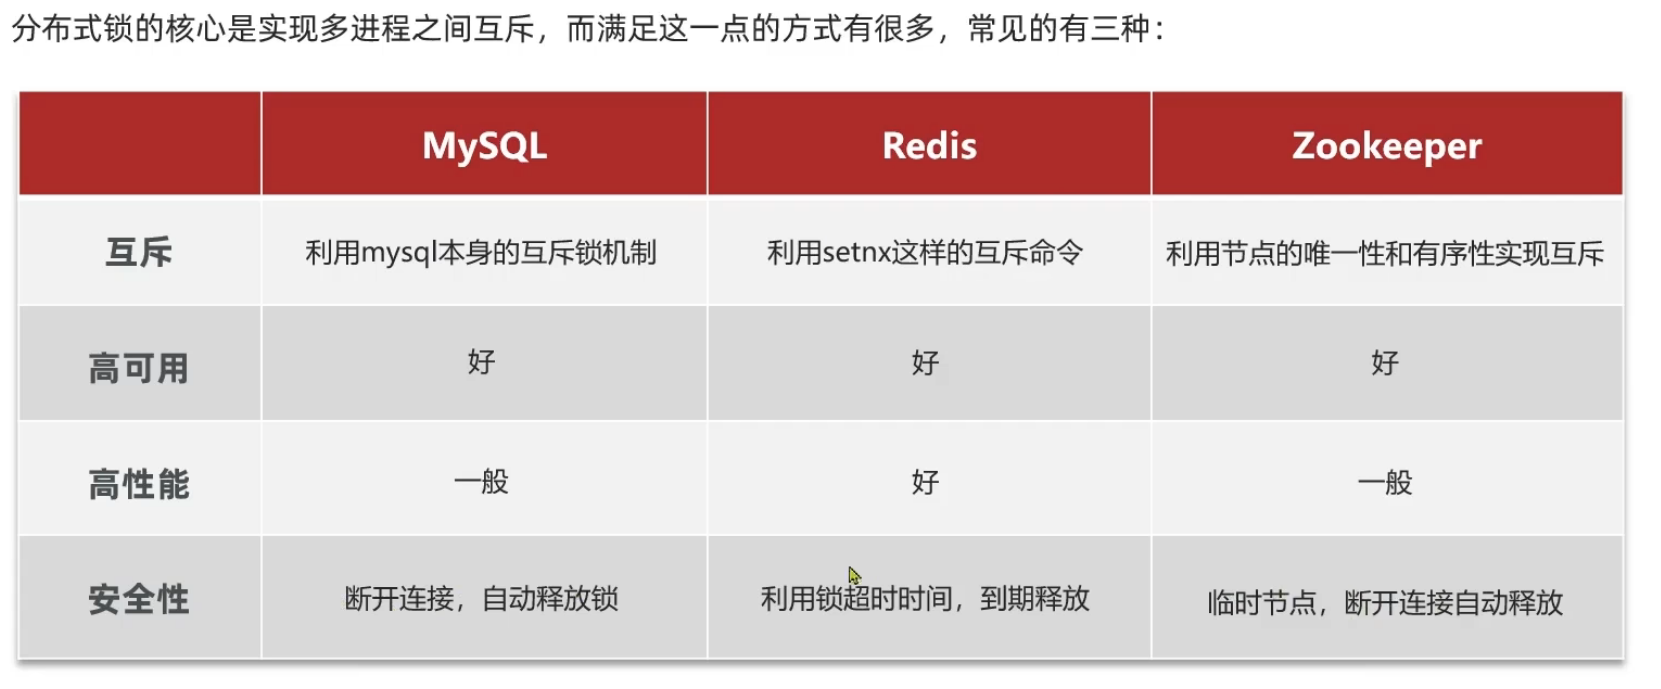 分布式锁的核心是实现多进程之间互斥，而满足这一点的方式有很多，常见的有三种：
MySQL Redis Zookeeper
互斥 利用mysql本身的互斥锁机制 利用setnx这样的互斥命令 利用节点的唯一性和有序性实现互斥
高可用 好 好 好
高性能 一般 好 一般
安全性 断开连接，自动释放锁 利用锁超时时间，到期释放 临时节点，断开连接自动释放